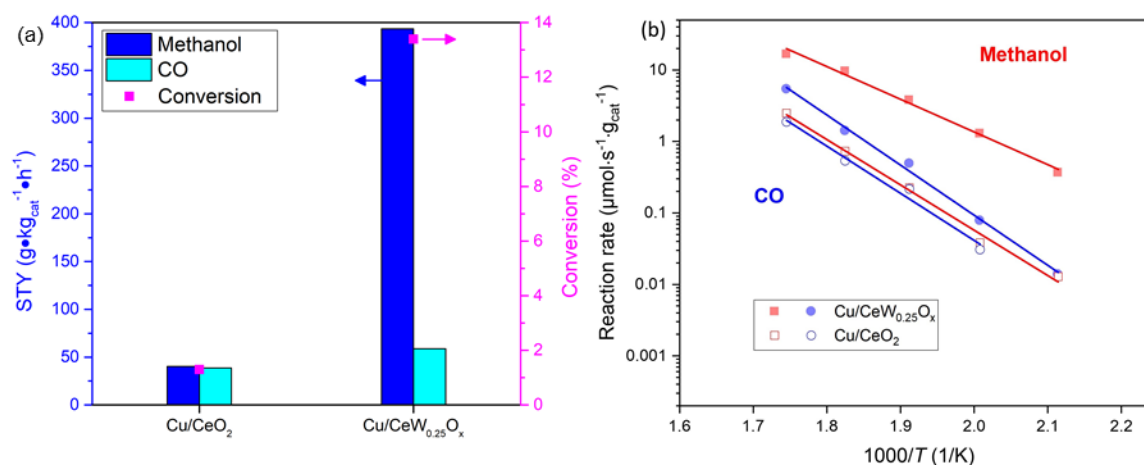 (a)
STY (g•kg_cat⁻¹•h⁻¹)
400
350
300
250
200
150
100
50
0
Methanol
CO
Conversion
Cu/CeO₂
Cu/CeW₀.₂₅Oₓ
14
12
10
8
6
4
2
0
Conversion (%)
(b)
Reaction rate (μmol·s⁻¹·g_cat⁻¹)
10
1
0.1
0.01
0.001
Methanol
CO
Cu/CeW₀.₂₅Oₓ
Cu/CeO₂
1.6
1.7
1.8
1.9
2.0
2.1
1000/T (1/K)